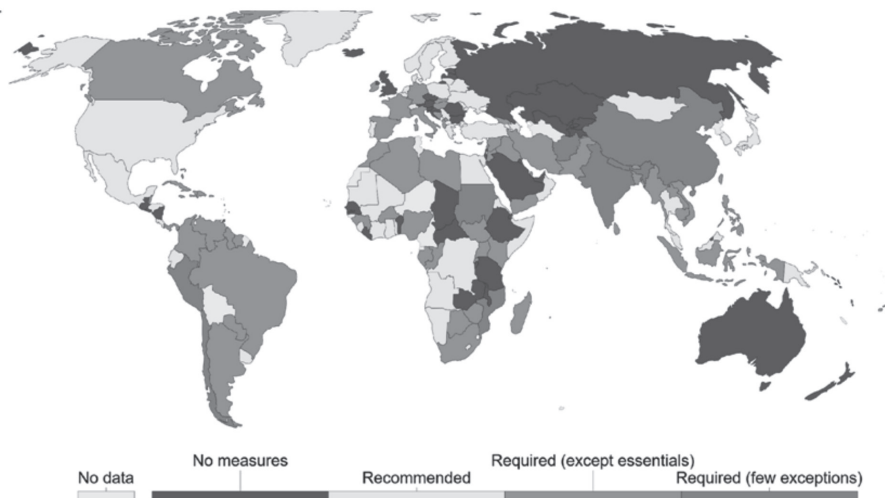 No measures
Required (except essentials)
No data
Recommended
Required (few exceptions)